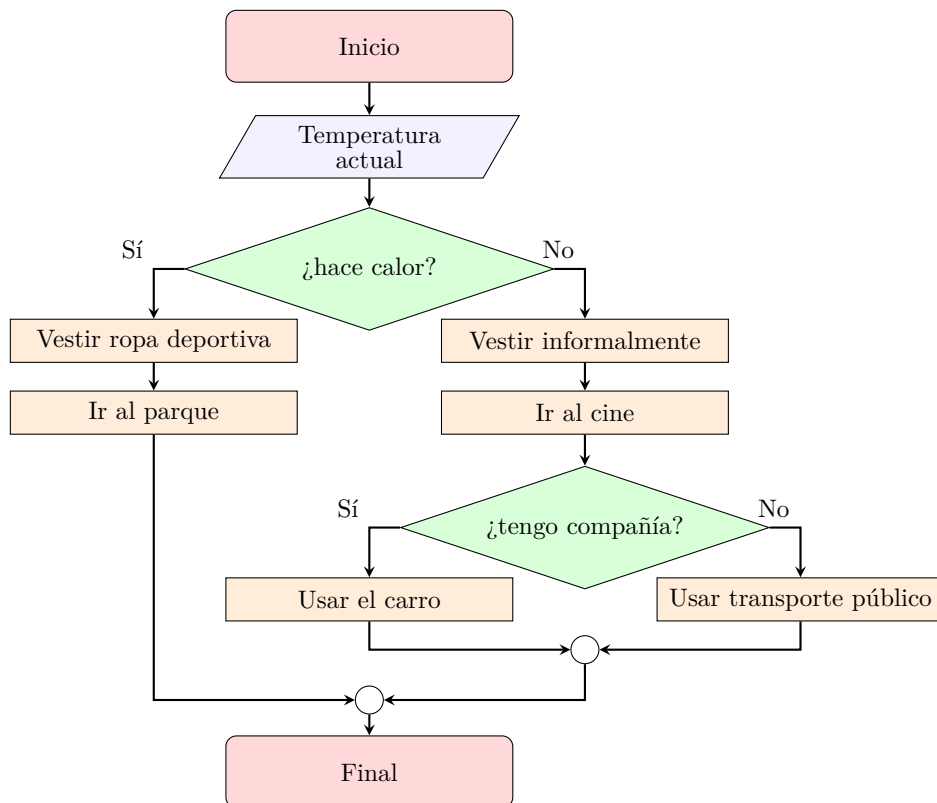 Inicio
Temperatura
actual
¿hace calor?
Sí
No
Vestir ropa deportiva
Vestir informalmente
Ir al parque
Ir al cine
¿tengo compañía?
Sí
No
Usar el carro
Usar transporte público
Final